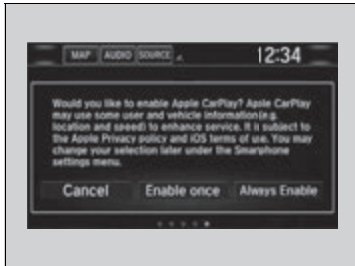 MAP AUDIO SOURCE 12:34
Would you like to enable Apple CarPlay? Apple CarPlay
may use some user and vehicle information(e.g.
location and speed) to enhance service. It is subject to
the Apple Privacy policy and iOS terms of use. You may
change your selection later under the Smarphone
settings menu.
Cancel Enable once Always Enable